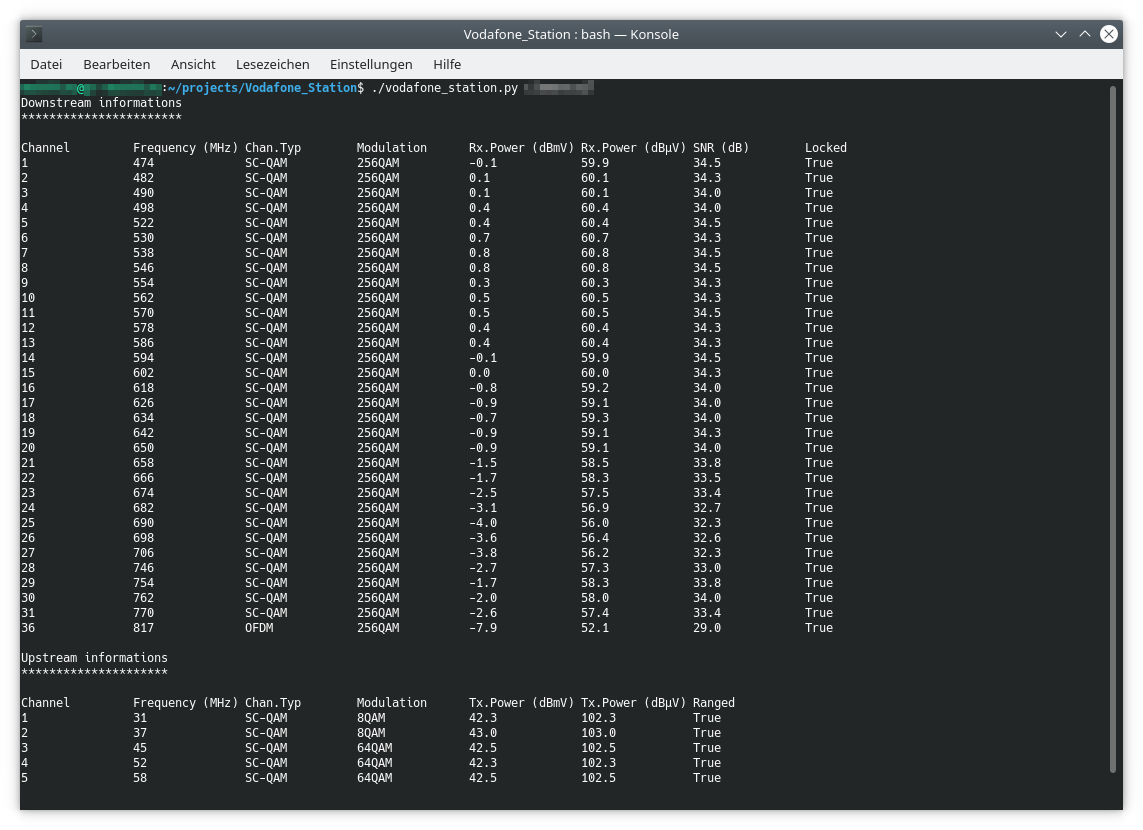 Vodafone_Station : bash — Konsole
Datei Bearbeiten Ansicht Lesezeichen Einstellungen Hilfe
@ :~/projects/Vodafone_Station$ ./vodafone_station.py
Downstream informations
***********************
Channel Frequency (MHz) Chan.Typ Modulation Rx.Power (dBmV) Rx.Power (dBµV) SNR (dB) Locked
1 474 SC-QAM 256QAM -0.1 59.9 34.5 True
2 482 SC-QAM 256QAM 0.1 60.1 34.3 True
3 490 SC-QAM 256QAM 0.1 60.1 34.0 True
4 498 SC-QAM 256QAM 0.4 60.4 34.0 True
5 522 SC-QAM 256QAM 0.4 60.4 34.5 True
6 530 SC-QAM 256QAM 0.7 60.7 34.3 True
7 538 SC-QAM 256QAM 0.8 60.8 34.5 True
8 546 SC-QAM 256QAM 0.8 60.8 34.5 True
9 554 SC-QAM 256QAM 0.3 60.3 34.3 True
10 562 SC-QAM 256QAM 0.5 60.5 34.3 True
11 570 SC-QAM 256QAM 0.5 60.5 34.5 True
12 578 SC-QAM 256QAM 0.4 60.4 34.3 True
13 586 SC-QAM 256QAM 0.4 60.4 34.3 True
14 594 SC-QAM 256QAM -0.1 59.9 34.5 True
15 602 SC-QAM 256QAM 0.0 60.0 34.3 True
16 618 SC-QAM 256QAM -0.8 59.2 34.0 True
17 626 SC-QAM 256QAM -0.9 59.1 34.0 True
18 634 SC-QAM 256QAM -0.7 59.3 34.0 True
19 642 SC-QAM 256QAM -0.9 59.1 34.3 True
20 650 SC-QAM 256QAM -0.9 59.1 34.0 True
21 658 SC-QAM 256QAM -1.5 58.5 33.8 True
22 666 SC-QAM 256QAM -1.7 58.3 33.5 True
23 674 SC-QAM 256QAM -2.5 57.5 33.4 True
24 682 SC-QAM 256QAM -3.1 56.9 32.7 True
25 690 SC-QAM 256QAM -4.0 56.0 32.3 True
26 698 SC-QAM 256QAM -3.6 56.4 32.6 True
27 706 SC-QAM 256QAM -3.8 56.2 32.3 True
28 746 SC-QAM 256QAM -2.7 57.3 33.0 True
29 754 SC-QAM 256QAM -1.7 58.3 33.8 True
30 762 SC-QAM 256QAM -2.0 58.0 34.0 True
31 770 SC-QAM 256QAM -2.6 57.4 33.4 True
36 817 OFDM 256QAM -7.9 52.1 29.0 True
Upstream informations
*********************
Channel Frequency (MHz) Chan.Typ Modulation Tx.Power (dBmV) Tx.Power (dBµV) Ranged
1 31 SC-QAM 8QAM 42.3 102.3 True
2 37 SC-QAM 8QAM 43.0 103.0 True
3 45 SC-QAM 64QAM 42.5 102.5 True
4 52 SC-QAM 64QAM 42.3 102.3 True
5 58 SC-QAM 64QAM 42.5 102.5 True